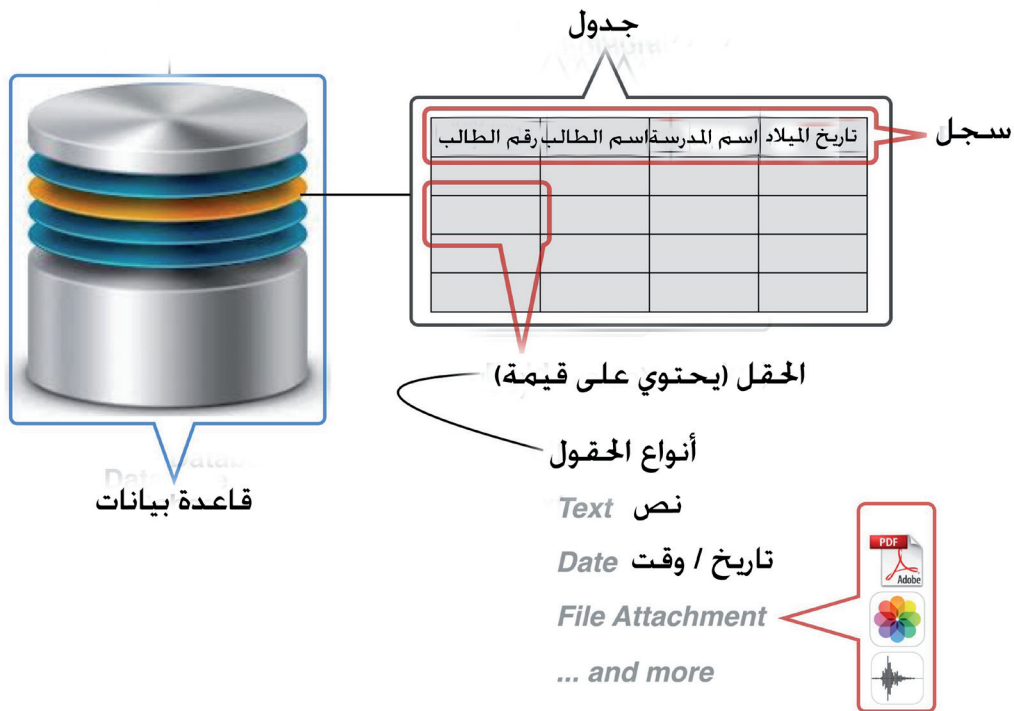 جدول
رقم الطالب اسم الطالب اسم المدرسة تاريخ الميلاد
سجل
الحقل (يحتوي على قيمة)
أنواع الحقول
قاعدة بيانات
نص Text
تاريخ / وقت Date
File Attachment
... and more
PDF
Adobe